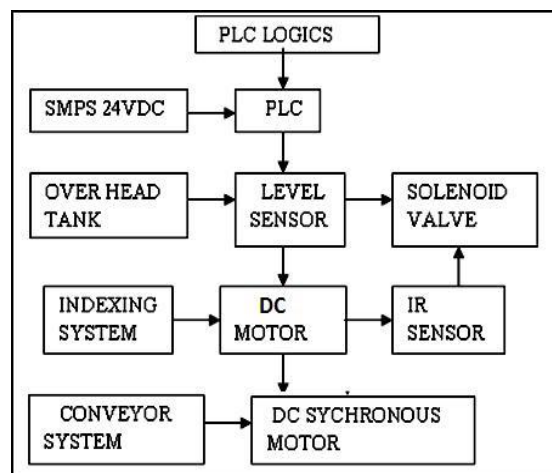 PLC LOGICS
SMPS 24VDC
PLC
OVER HEAD
TANK
LEVEL
SENSOR
SOLENOID
VALVE
INDEXING
SYSTEM
DC
MOTOR
IR
SENSOR
CONVEYOR
SYSTEM
DC SYCHRONOUS
MOTOR